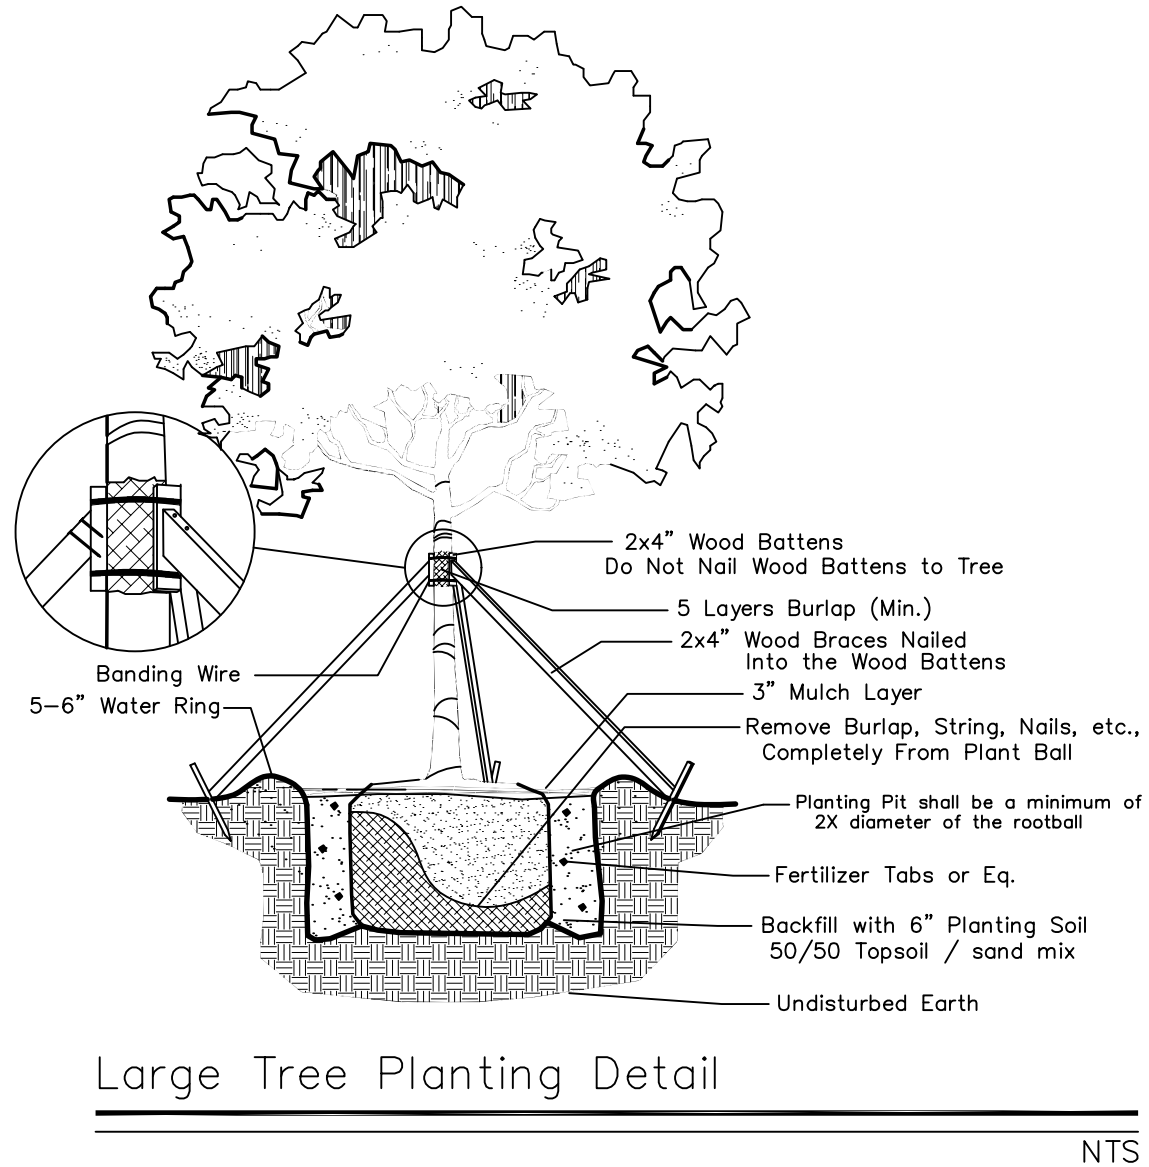 2x4" Wood Battens
Do Not Nail Wood Battens to Tree
5 Layers Burlap (Min.)
2x4" Wood Braces Nailed
Into the Wood Battens
Banding Wire
3" Mulch Layer
5-6" Water Ring
Remove Burlap, String, Nails, etc.,
Completely From Plant Ball
Planting Pit shall be a minimum of
2X diameter of the rootball
Fertilizer Tabs or Eq.
Backfill with 6" Planting Soil
50/50 Topsoil / sand mix
Undisturbed Earth
Large Tree Planting Detail
NTS